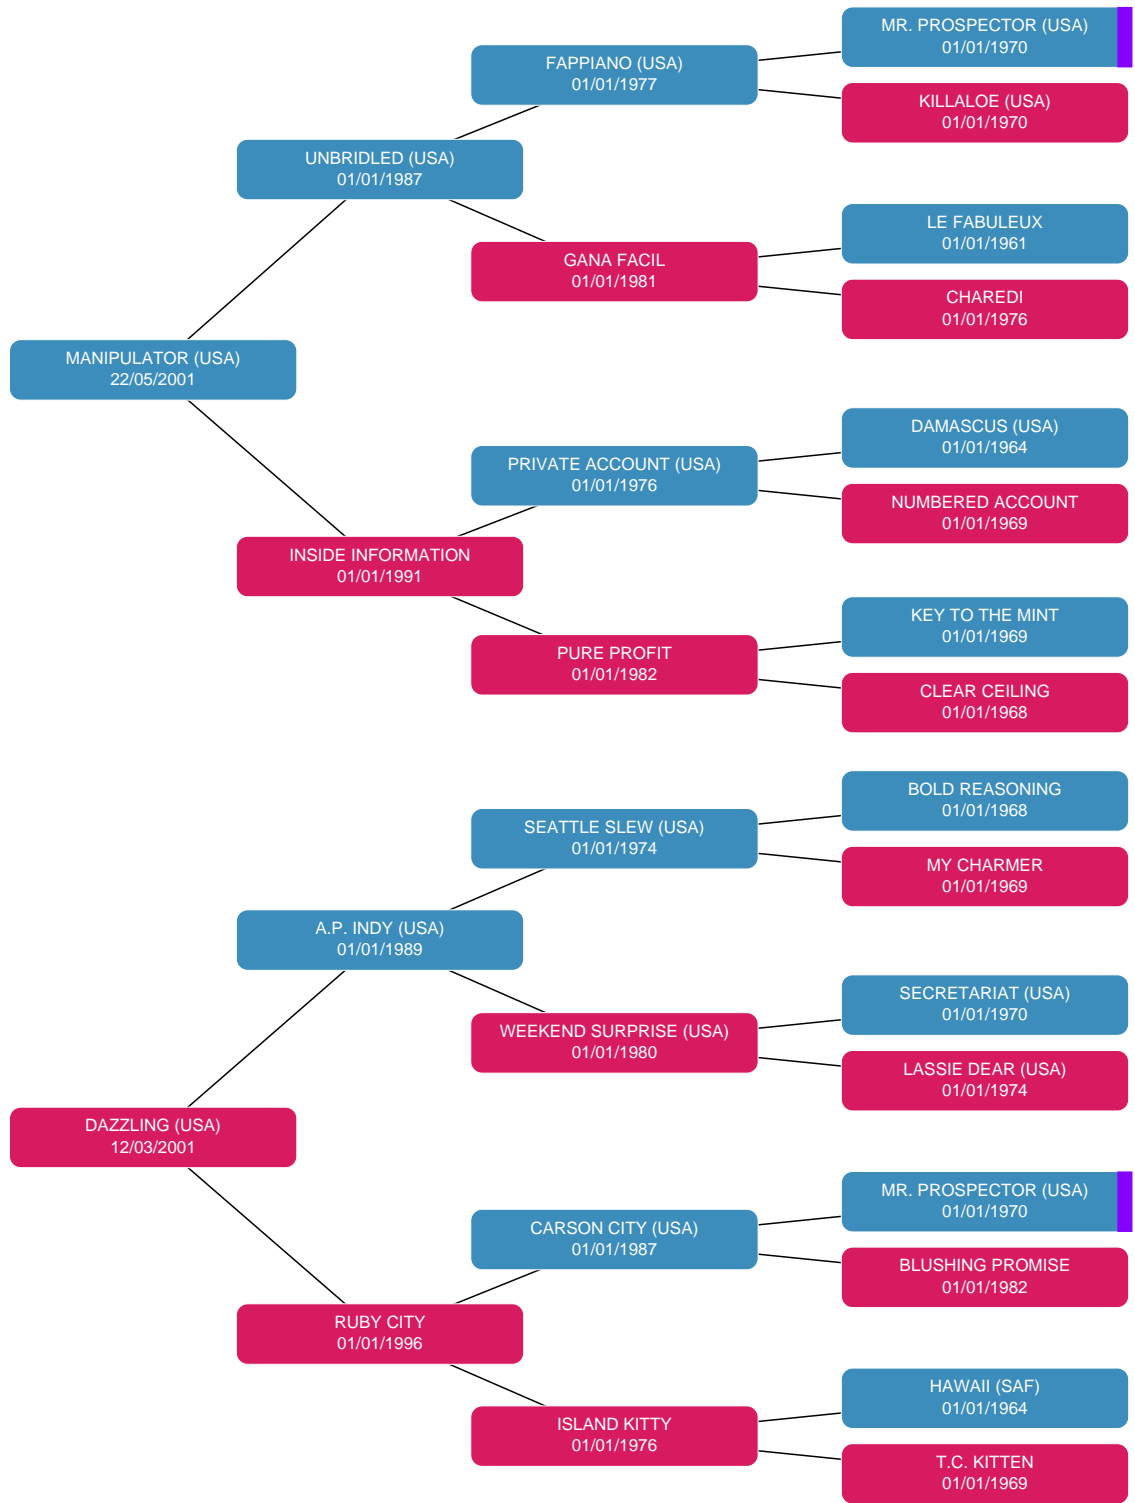 MR. PROSPECTOR (USA)
01/01/1970
FAPPIANO (USA)
01/01/1977
KILLALOE (USA)
01/01/1970
UNBRIDLED (USA)
01/01/1987
LE FABULEUX
01/01/1961
GANA FACIL
01/01/1981
CHAREDI
01/01/1976
MANIPULATOR (USA)
22/05/2001
DAMASCUS (USA)
01/01/1964
PRIVATE ACCOUNT (USA)
01/01/1976
NUMBERED ACCOUNT
01/01/1969
INSIDE INFORMATION
01/01/1991
KEY TO THE MINT
01/01/1969
PURE PROFIT
01/01/1982
CLEAR CEILING
01/01/1968
BOLD REASONING
01/01/1968
SEATTLE SLEW (USA)
01/01/1974
MY CHARMER
01/01/1969
A.P. INDY (USA)
01/01/1989
SECRETARIAT (USA)
01/01/1970
WEEKEND SURPRISE (USA)
01/01/1980
LASSIE DEAR (USA)
01/01/1974
DAZZLING (USA)
12/03/2001
MR. PROSPECTOR (USA)
01/01/1970
CARSON CITY (USA)
01/01/1987
BLUSHING PROMISE
01/01/1982
RUBY CITY
01/01/1996
HAWAII (SAF)
01/01/1964
ISLAND KITTY
01/01/1976
T.C. KITTEN
01/01/1969